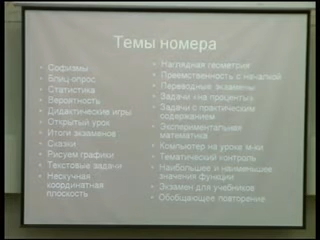 Темы номера
Софизмы
Блиц-опрос
Статистика
Вероятность
Дидактические игры
Открытый урок
Итоги экзаменов
Сказки
Рисуем графики
Текстовые задачи
Нескучная
координатная
плоскость
Наглядная геометрия
Преемственность с началкой
Переводные экзамены
Задачи «на проценты»
Задачи с практическим
содержанием
Экспериментальная
математика
Компьютер на уроке м-ки
Тематический контроль
Наибольшее и наименьшее
значения функции
Экзамен для учебников
Обобщающее повторение